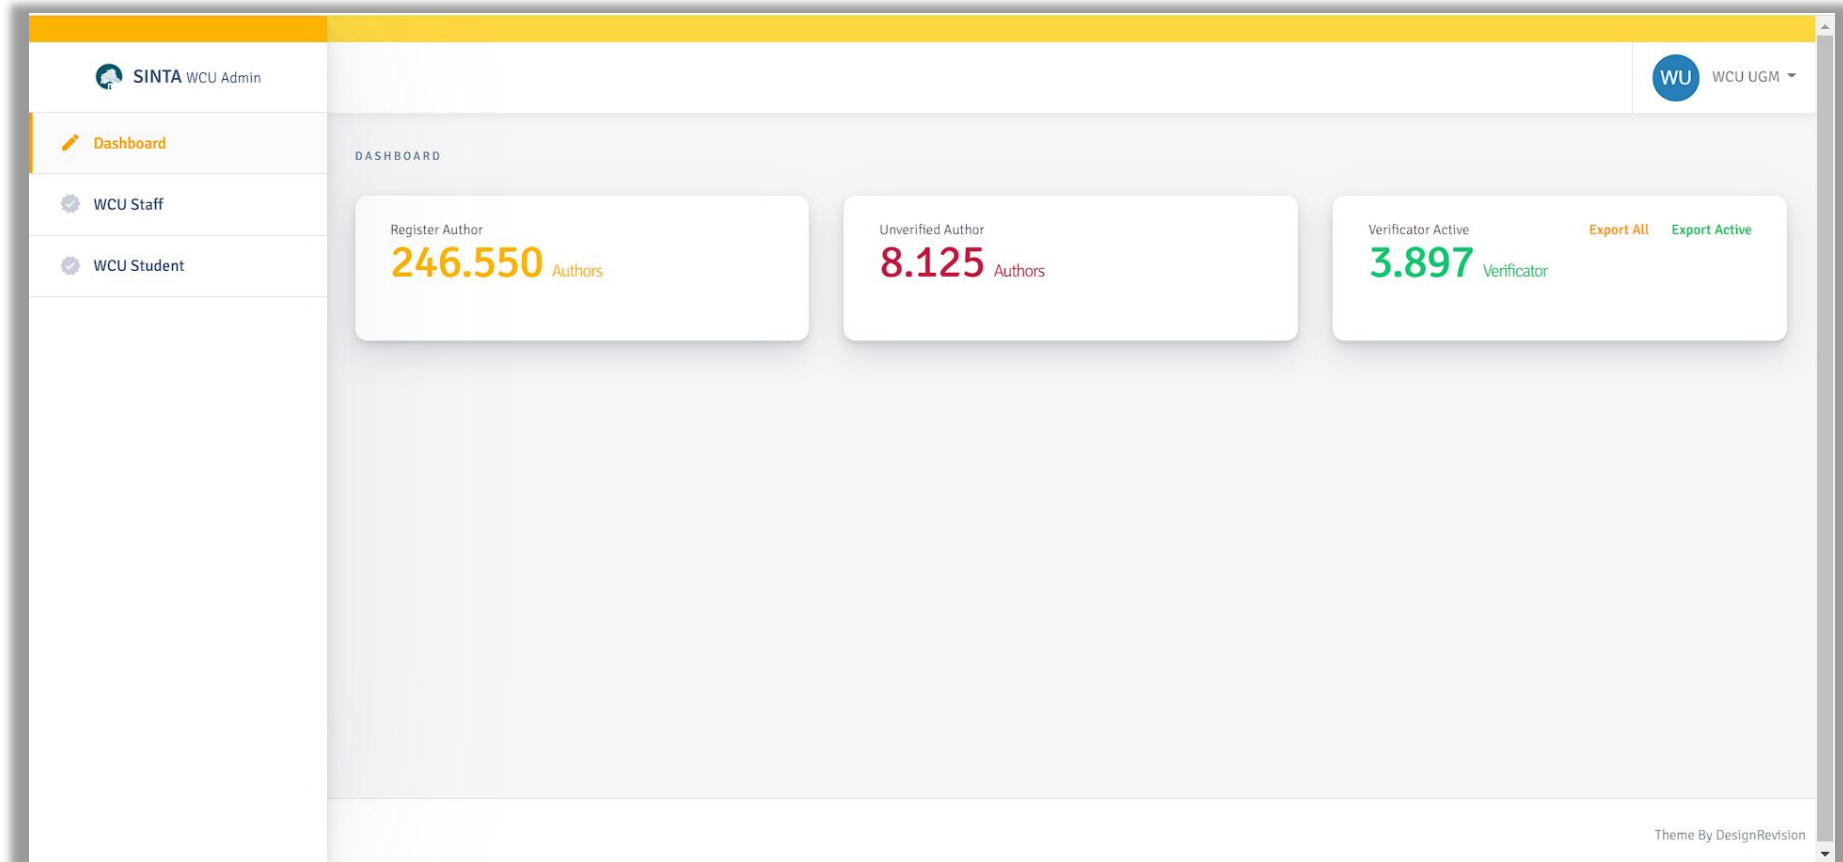 SINTA WCU Admin
WU WCU UGM
Dashboard
WCU Staff
WCU Student
DASHBOARD
Register Author
246.550 Authors
Unverified Author
8.125 Authors
Verificator Active Export All Export Active
3.897 Verificator
Theme By DesignRevision